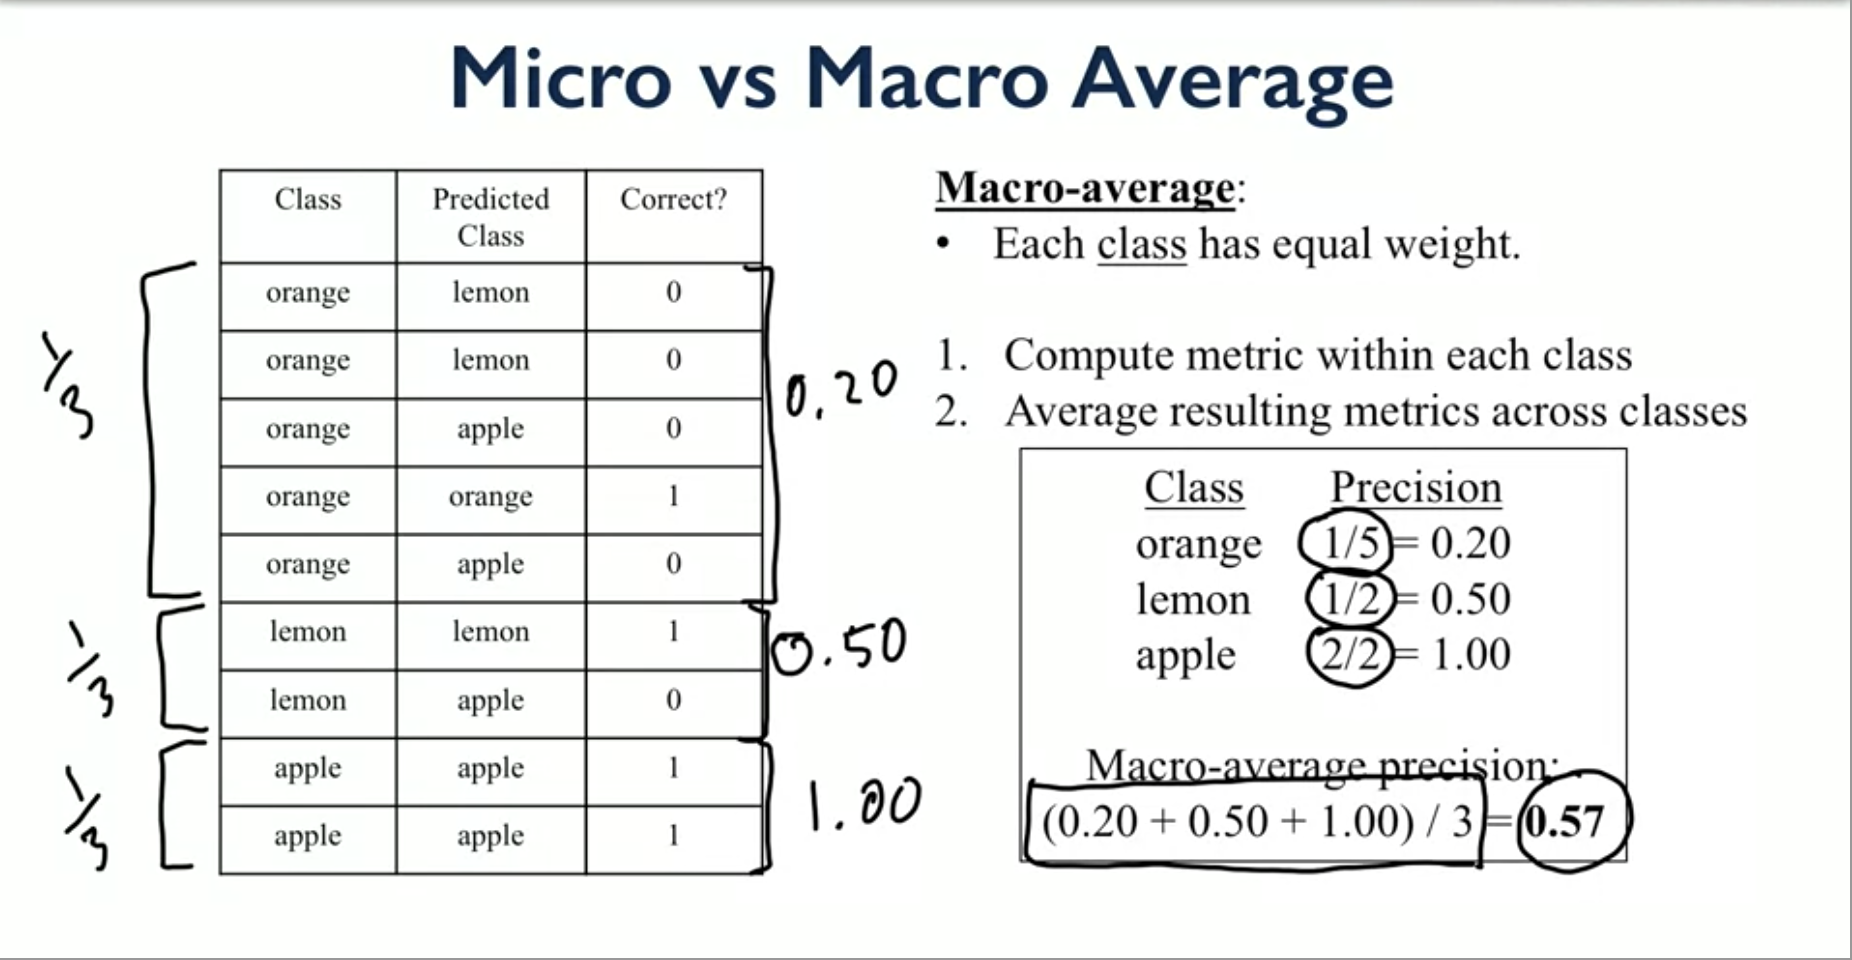 Micro vs Macro Average
Class Predicted Class Correct?
orange lemon 0
orange lemon 0
orange apple 0
orange orange 1
orange apple 0
lemon lemon 1
lemon apple 0
apple apple 1
apple apple 1
1/3
1/3
1/3
0.20
0.50
1.00
Macro-average:
• Each class has equal weight.
1. Compute metric within each class
2. Average resulting metrics across classes
Class Precision
orange 1/5 = 0.20
lemon 1/2 = 0.50
apple 2/2 = 1.00
Macro-average precision:
(0.20 + 0.50 + 1.00) / 3 = 0.57